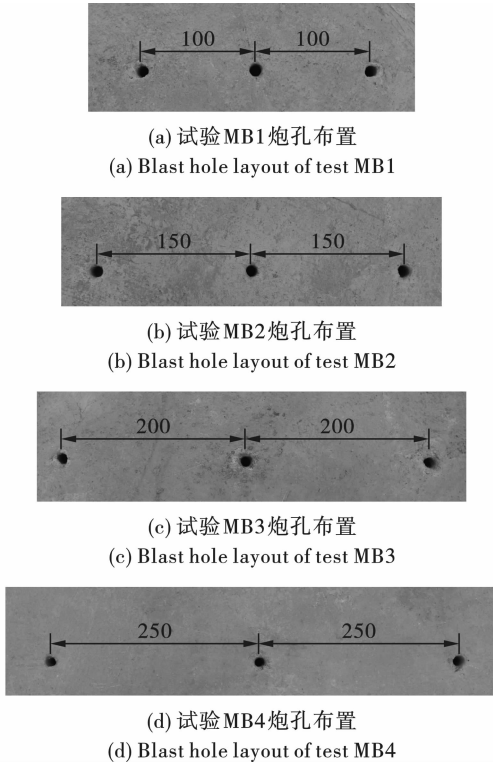 100 100
(a) 试验MB1炮孔布置
(a) Blast hole layout of test MB1
150 150
(b) 试验MB2炮孔布置
(b) Blast hole layout of test MB2
200 200
(c) 试验MB3炮孔布置
(c) Blast hole layout of test MB3
250 250
(d) 试验MB4炮孔布置
(d) Blast hole layout of test MB4